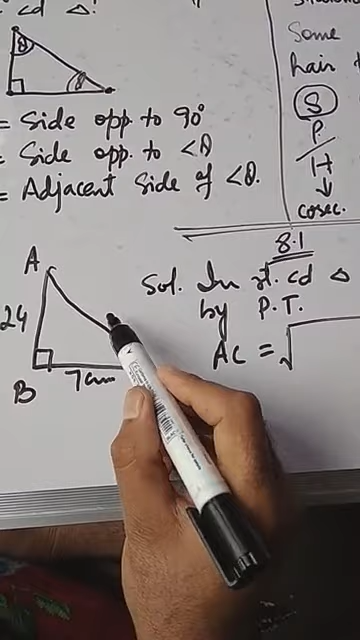 cd △
θ
= Side opp. to 90°
= Side opp. to <θ
= Adjacent Side of <θ.
Some
hair
S
P
H
cosec.
8.1
A
24
B
7cm
Sol. In rt. cd △
by P.T.
AC = √